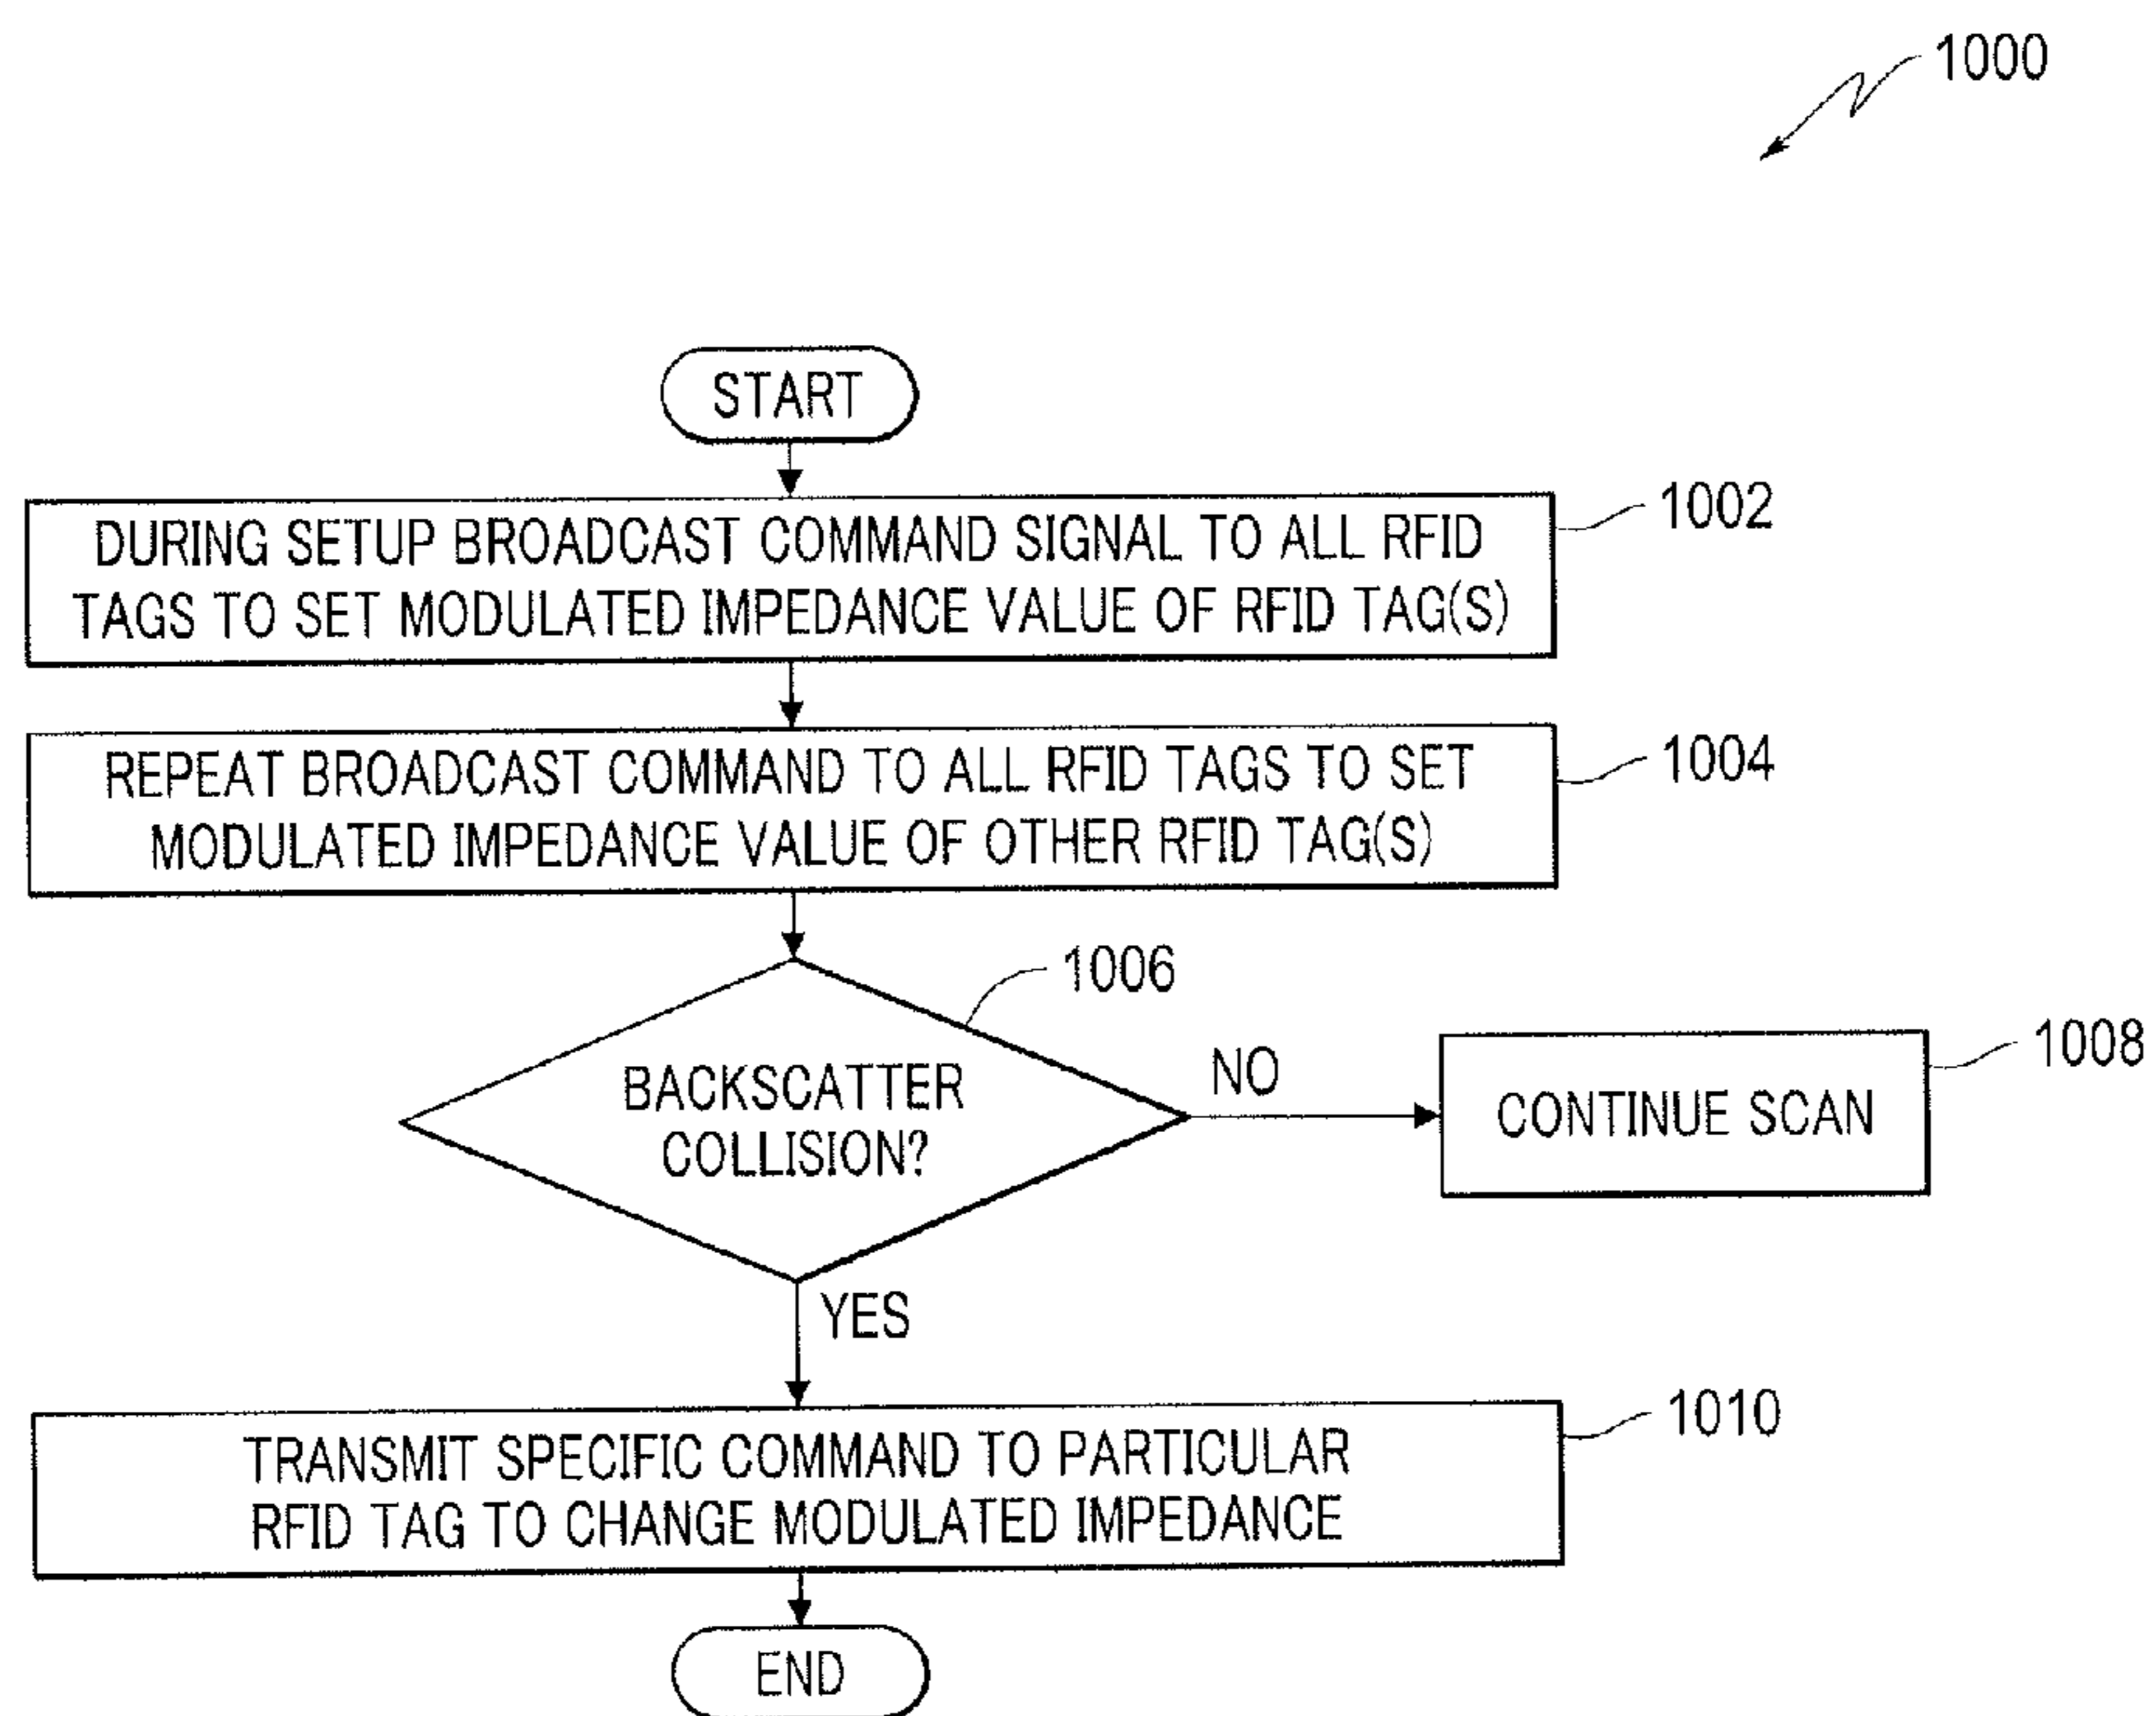 1000
START
DURING SETUP BROADCAST COMMAND SIGNAL TO ALL RFID
TAGS TO SET MODULATED IMPEDANCE VALUE OF RFID TAG(S)
1002
REPEAT BROADCAST COMMAND TO ALL RFID TAGS TO SET
MODULATED IMPEDANCE VALUE OF OTHER RFID TAG(S)
1004
1006
BACKSCATTER
COLLISION?
NO
CONTINUE SCAN
1008
YES
TRANSMIT SPECIFIC COMMAND TO PARTICULAR
RFID TAG TO CHANGE MODULATED IMPEDANCE
1010
END